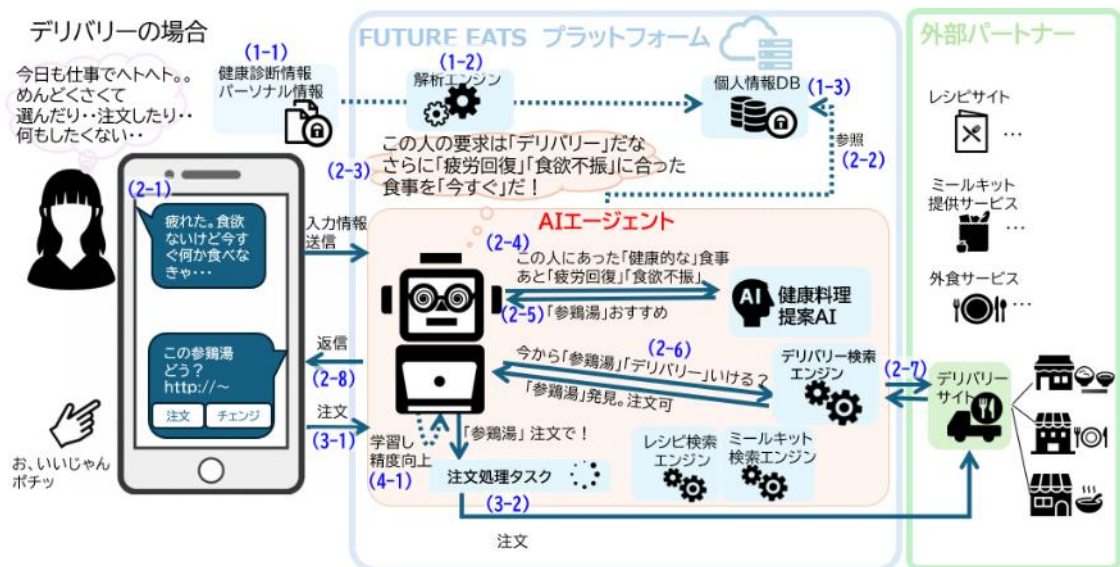 デリバリーの場合
今日も仕事でヘトヘト。。
めんどくさくて
選んだり・・注文したり・・
何もしたくない・・
(1-1)
健康診断情報
パーソナル情報
FUTURE EATS プラットフォーム
(1-2)
解析エンジン
個人情報DB
(1-3)
参照
(2-2)
(2-3)
この人の要求は「デリバリー」だな
さらに「疲労回復」「食欲不振」に合った
食事を「今すぐ」だ！
(2-1)
疲れた。食欲
ないけど今す
ぐ何か食べな
きゃ・・・
入力情報
送信
AIエージェント
(2-4)
この人にあった「健康的な」食事
あと「疲労回復」「食欲不振」
(2-5)
「参鶏湯」おすすめ
AI
健康料理
提案AI
(2-6)
今から「参鶏湯」「デリバリー」いける？
「参鶏湯」発見。注文可
デリバリー検索
エンジン
(2-7)
返信
(2-8)
この参鶏湯
どう？
http://～
注文
チェンジ
お、いいじゃん
ポチッ
注文
(3-1)
学習し
精度向上
(4-1)
「参鶏湯」注文で！
注文処理タスク
(3-2)
レシピ検索
エンジン
ミールキット
検索エンジン
注文
外部パートナー
レシピサイト
…
ミールキット
提供サービス
…
外食サービス
…
デリバリー
サイト